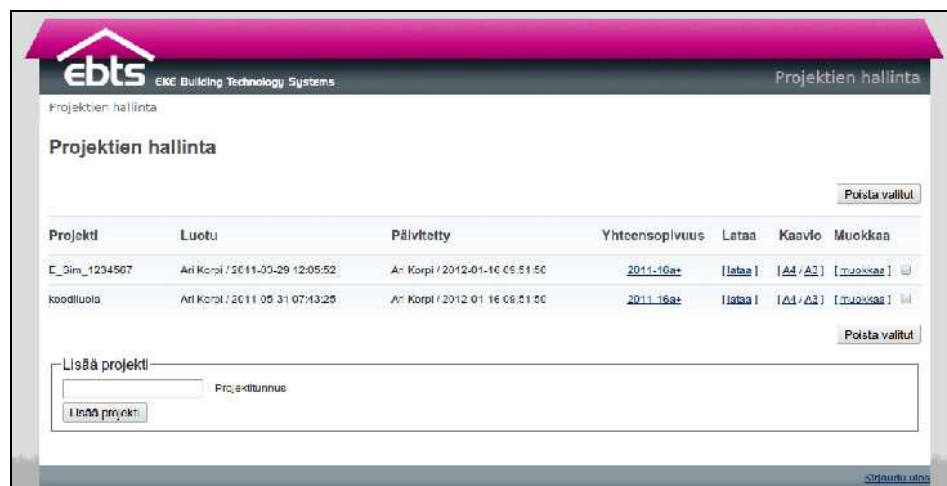 ebts EKE Building Technology Systems
Projektien hallinta
Projektien hallinta
Projektien hallinta
Poista valitut
Projekti Luotu Päivitetty Yhteensopivuus Lataa Kaavio Muokkaa
E_Sim_1234567 Ari Korpi / 2011-03-29 12:05:52 Ari Korpi / 2012-01-16 09:51:50 2011-16a+ [ lataa ] [ A4 / A3 ] [ muokkaa ]
koodiluola Ari Korpi / 2011-05-31 07:43:25 Ari Korpi / 2012-01-16 09:51:50 2011-16a+ [ lataa ] [ A4 / A3 ] [ muokkaa ]
Poista valitut
Lisää projekti
Projektitunnus
Lisää projekti
Kirjaudu ulos